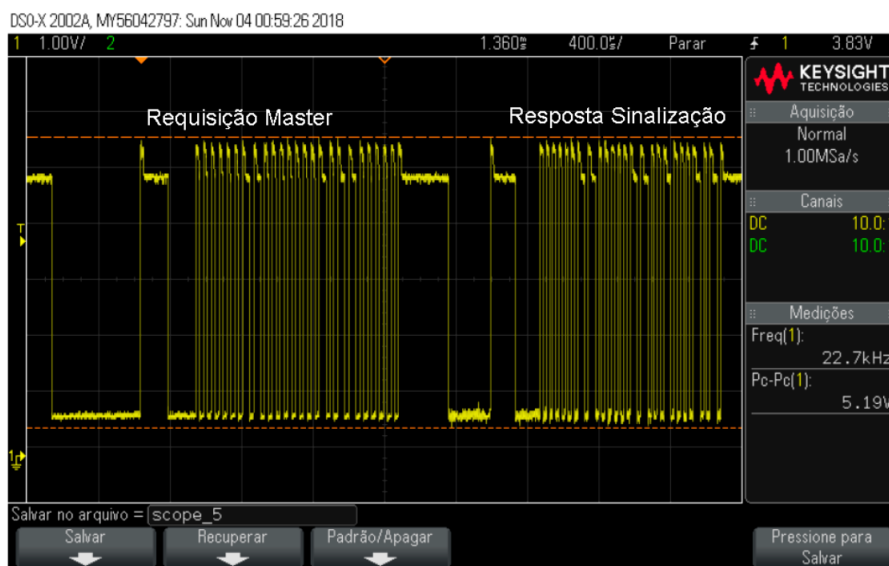 DSO-X 2002A, MY56042797: Sun Nov 04 00:59:26 2018
1 1.00V/ 2 1.360ms 400.0us/ Parar 1 3.83V
KEYSIGHT
TECHNOLOGIES
Requisição Master
Resposta Sinalização
Aquisição
Normal
1.00MSa/s
Canais
DC 10.0:
DC 10.0:
Medições
Freq(1):
22.7kHz
Pc-Pc(1):
5.19V
T
1
Salvar no arquivo = scope_5
Salvar
Recuperar
Padrão/Apagar
Pressione para
Salvar